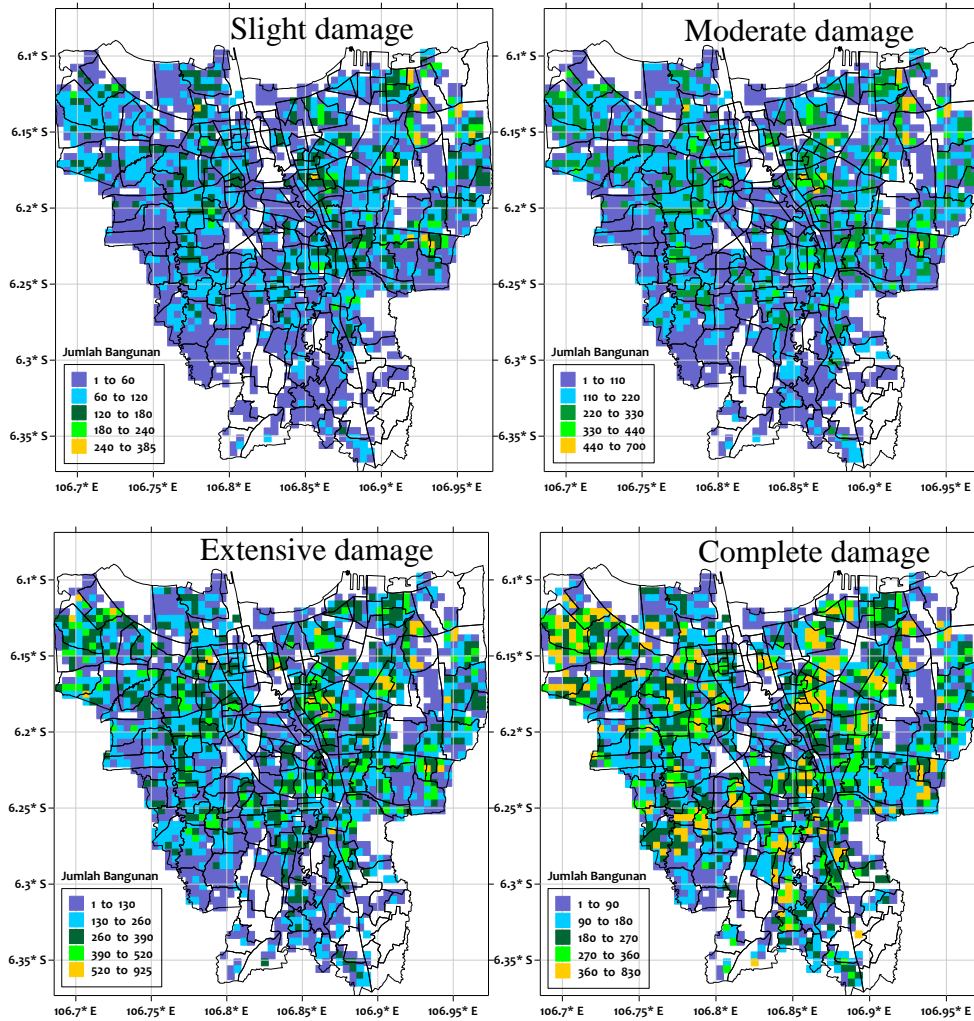 Slight damage
6.1* S
6.15* S
6.2* S
6.25* S
6.3* S
6.35* S
Jumlah Bangunan
1 to 60
60 to 120
120 to 180
180 to 240
240 to 385
106.7* E 106.75* E 106.8* E 106.85* E 106.9* E 106.95* E
Moderate damage
6.1* S
6.15* S
6.2* S
6.25* S
6.3* S
6.35* S
Jumlah Bangunan
1 to 110
110 to 220
220 to 330
330 to 440
440 to 700
106.7* E 106.75* E 106.8* E 106.85* E 106.9* E 106.95* E
Extensive damage
6.1* S
6.15* S
6.2* S
6.25* S
6.3* S
6.35* S
Jumlah Bangunan
1 to 130
130 to 260
260 to 390
390 to 520
520 to 925
106.7* E 106.75* E 106.8* E 106.85* E 106.9* E 106.95* E
Complete damage
6.1* S
6.15* S
6.2* S
6.25* S
6.3* S
6.35* S
Jumlah Bangunan
1 to 90
90 to 180
180 to 270
270 to 360
360 to 830
106.7* E 106.75* E 106.8* E 106.85* E 106.9* E 106.95* E